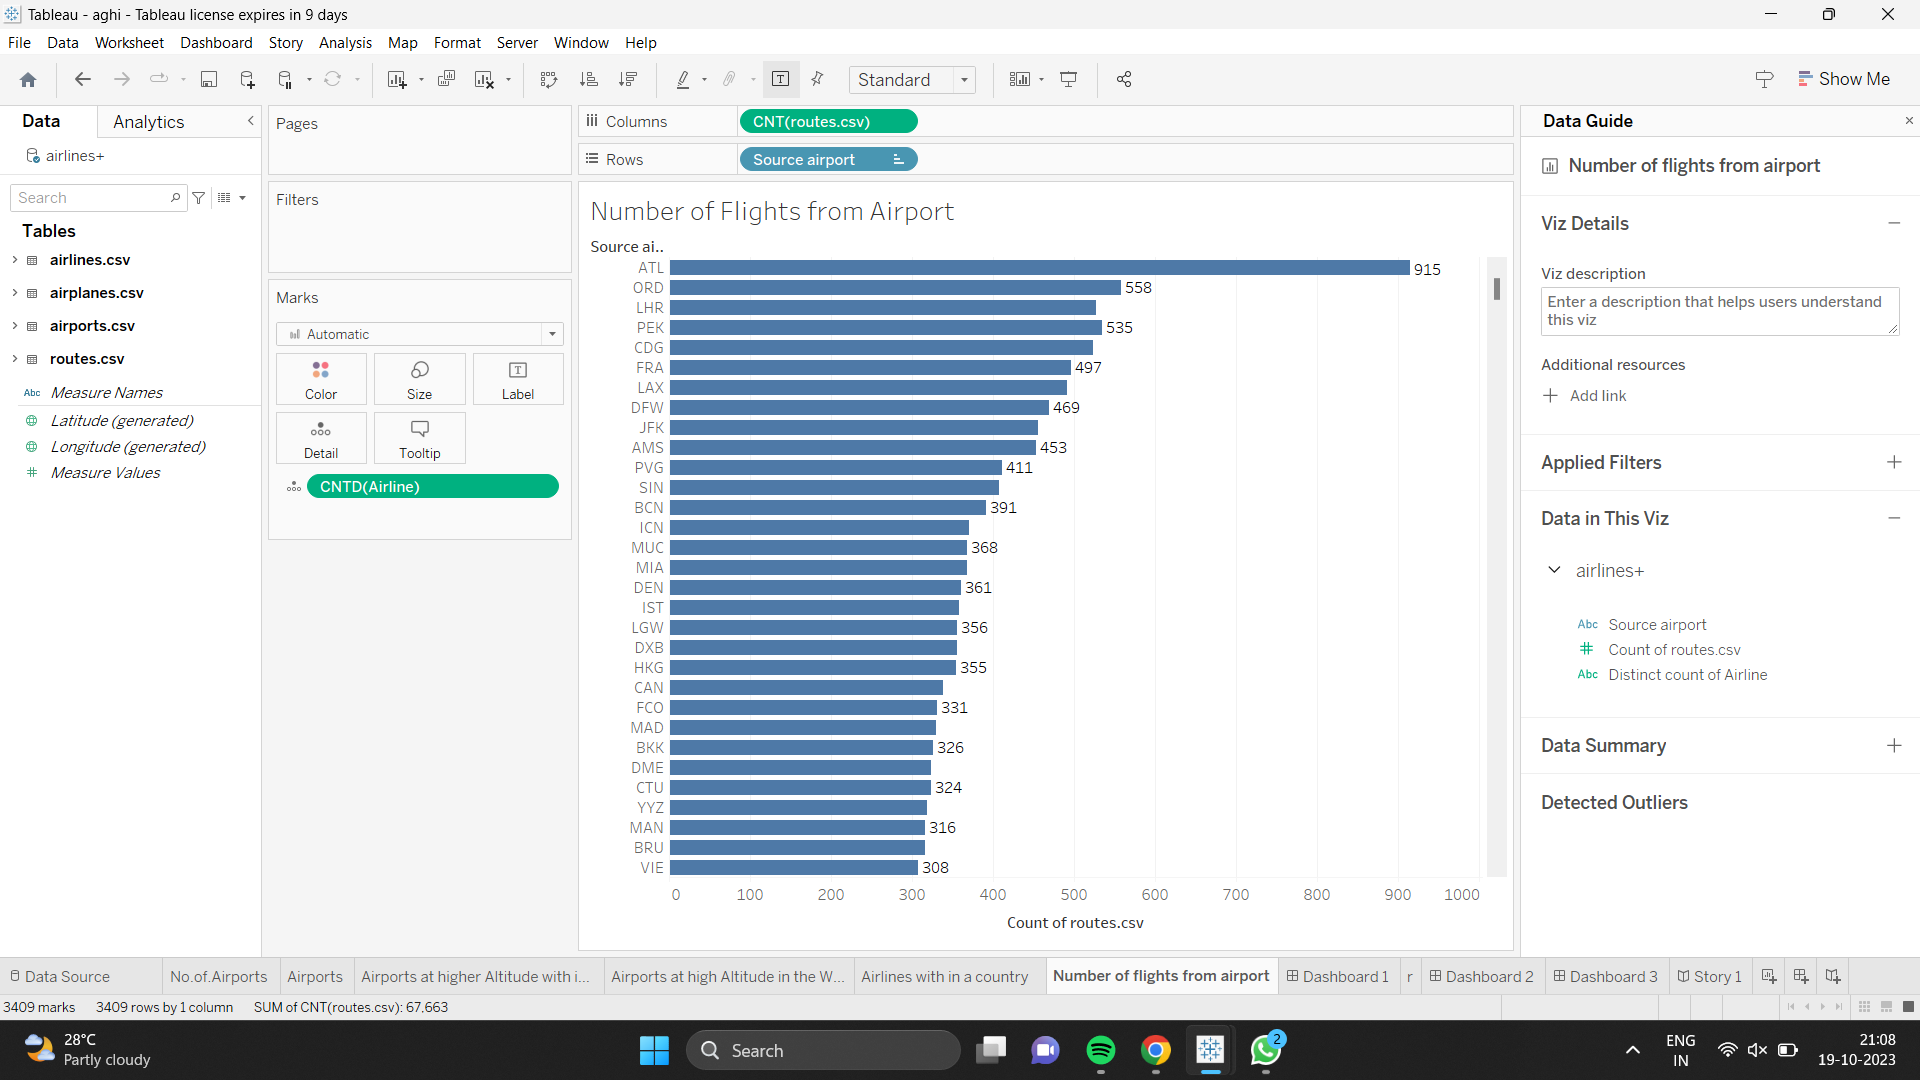 Tableau - aghi - Tableau license expires in 9 days
File Data Worksheet Dashboard Story Analysis Map Format Server Window Help
Standard
Show Me
Data Analytics
airlines+
Search
Tables
airlines.csv
airplanes.csv
airports.csv
routes.csv
Abc Measure Names
Latitude (generated)
Longitude (generated)
# Measure Values
Pages
Filters
Marks
Automatic
Color Size Label
Detail Tooltip
CNTD(Airline)
Columns CNT(routes.csv)
Rows Source airport
Number of Flights from Airport
Source ai..
ATL 915
ORD 558
LHR
PEK 535
CDG
FRA 497
LAX
DFW 469
JFK
AMS 453
PVG 411
SIN
BCN 391
ICN
MUC 368
MIA
DEN 361
IST
LGW 356
DXB
HKG 355
CAN
FCO 331
MAD
BKK 326
DME
CTU 324
YYZ
MAN 316
BRU
VIE 308
0 100 200 300 400 500 600 700 800 900 1000
Count of routes.csv
Data Guide
Number of flights from airport
Viz Details
Viz description
Enter a description that helps users understand
this viz
Additional resources
Add link
Applied Filters
Data in This Viz
airlines+
Abc Source airport
# Count of routes.csv
Abc Distinct count of Airline
Data Summary
Detected Outliers
Data Source No.of.Airports Airports Airports at higher Altitude with i... Airports at high Altitude in the W... Airlines with in a country Number of flights from airport Dashboard 1 r Dashboard 2 Dashboard 3 Story 1
3409 marks 3409 rows by 1 column SUM of CNT(routes.csv): 67,663
28°C
Partly cloudy
Search
2
ENG
IN
21:08
19-10-2023